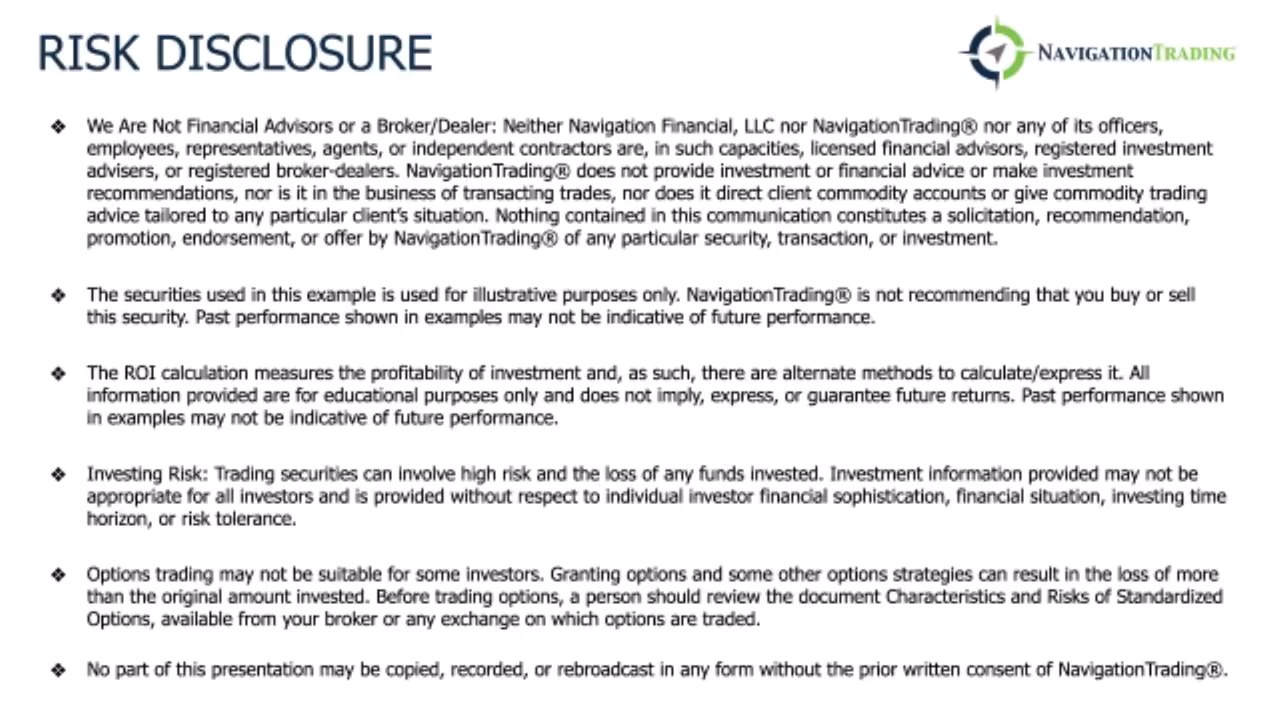 RISK DISCLOSURE
NAVIGATIONTRADING
❖ We Are Not Financial Advisors or a Broker/Dealer: Neither Navigation Financial, LLC nor NavigationTrading® nor any of its officers,
employees, representatives, agents, or independent contractors are, in such capacities, licensed financial advisors, registered investment
advisers, or registered broker-dealers. NavigationTrading® does not provide investment or financial advice or make investment
recommendations, nor is it in the business of transacting trades, nor does it direct client commodity accounts or give commodity trading
advice tailored to any particular client's situation. Nothing contained in this communication constitutes a solicitation, recommendation,
promotion, endorsement, or offer by NavigationTrading® of any particular security, transaction, or investment.
❖ The securities used in this example is used for illustrative purposes only. NavigationTrading® is not recommending that you buy or sell
this security. Past performance shown in examples may not be indicative of future performance.
❖ The ROI calculation measures the profitability of investment and, as such, there are alternate methods to calculate/express it. All
information provided are for educational purposes only and does not imply, express, or guarantee future returns. Past performance shown
in examples may not be indicative of future performance.
❖ Investing Risk: Trading securities can involve high risk and the loss of any funds invested. Investment information provided may not be
appropriate for all investors and is provided without respect to individual investor financial sophistication, financial situation, investing time
horizon, or risk tolerance.
❖ Options trading may not be suitable for some investors. Granting options and some other options strategies can result in the loss of more
than the original amount invested. Before trading options, a person should review the document Characteristics and Risks of Standardized
Options, available from your broker or any exchange on which options are traded.
❖ No part of this presentation may be copied, recorded, or rebroadcast in any form without the prior written consent of NavigationTrading®.